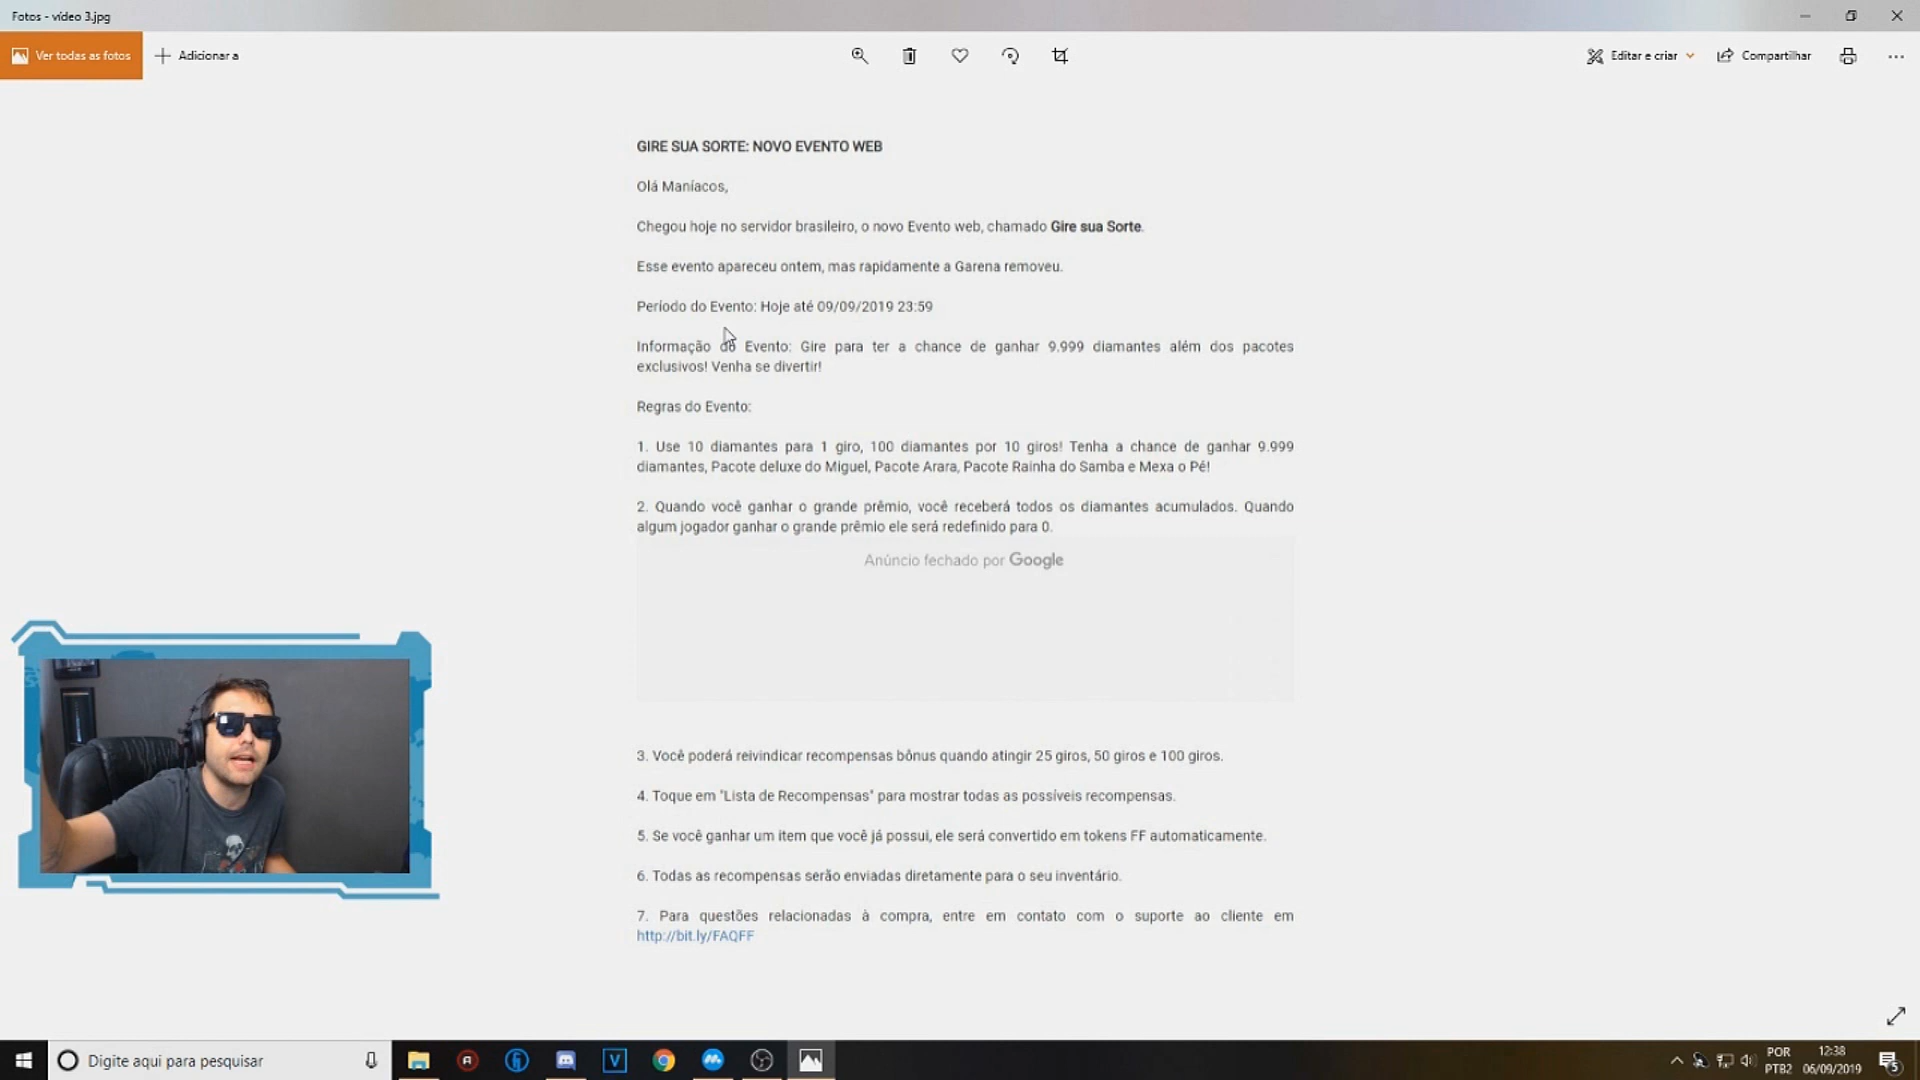 Fotos - vídeo 3.jpg
Ver todas as fotos
Adicionar a
Editar e criar
Compartilhar
GIRE SUA SORTE: NOVO EVENTO WEB
Olá Maníacos,
Chegou hoje no servidor brasileiro, o novo Evento web, chamado Gire sua Sorte.
Esse evento apareceu ontem, mas rapidamente a Garena removeu.
Período do Evento: Hoje até 09/09/2019 23:59
Informação do Evento: Gire para ter a chance de ganhar 9.999 diamantes além dos pacotes
exclusivos! Venha se divertir!
Regras do Evento:
1. Use 10 diamantes para 1 giro, 100 diamantes por 10 giros! Tenha a chance de ganhar 9.999
diamantes, Pacote deluxe do Miguel, Pacote Arara, Pacote Rainha do Samba e Mexa o Pé!
2. Quando você ganhar o grande prêmio, você receberá todos os diamantes acumulados. Quando
algum jogador ganhar o grande prêmio ele será redefinido para 0.
Anúncio fechado por Google
3. Você poderá reivindicar recompensas bônus quando atingir 25 giros, 50 giros e 100 giros.
4. Toque em "Lista de Recompensas" para mostrar todas as possíveis recompensas.
5. Se você ganhar um item que você já possui, ele será convertido em tokens FF automaticamente.
6. Todas as recompensas serão enviadas diretamente para o seu inventário.
7. Para questões relacionadas à compra, entre em contato com o suporte ao cliente em
http://bit.ly/FAQFF
Digite aqui para pesquisar
POR
PTB2
12:38
06/09/2019
5